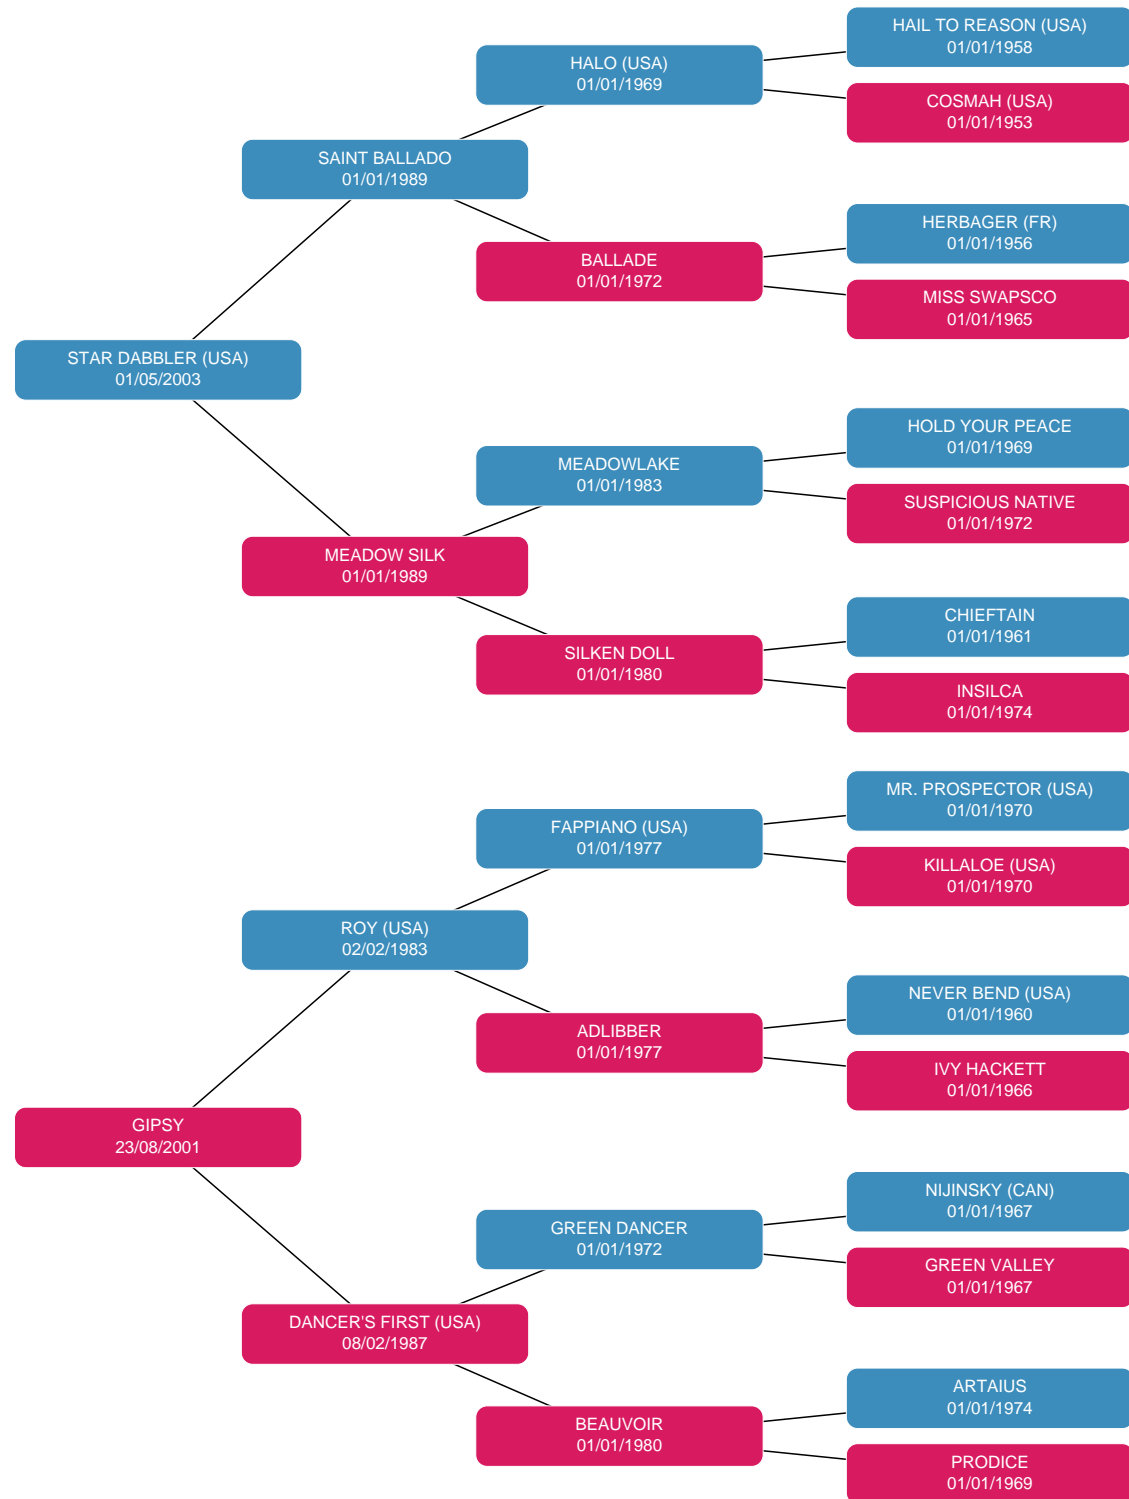 HAIL TO REASON (USA)
01/01/1958
HALO (USA)
01/01/1969
COSMAH (USA)
01/01/1953
SAINT BALLADO
01/01/1989
HERBAGER (FR)
01/01/1956
BALLADE
01/01/1972
MISS SWAPSCO
01/01/1965
STAR DABBLER (USA)
01/05/2003
HOLD YOUR PEACE
01/01/1969
MEADOWLAKE
01/01/1983
SUSPICIOUS NATIVE
01/01/1972
MEADOW SILK
01/01/1989
CHIEFTAIN
01/01/1961
SILKEN DOLL
01/01/1980
INSILCA
01/01/1974
MR. PROSPECTOR (USA)
01/01/1970
FAPPIANO (USA)
01/01/1977
KILLALOE (USA)
01/01/1970
ROY (USA)
02/02/1983
NEVER BEND (USA)
01/01/1960
ADLIBBER
01/01/1977
IVY HACKETT
01/01/1966
GIPSY
23/08/2001
NIJINSKY (CAN)
01/01/1967
GREEN DANCER
01/01/1972
GREEN VALLEY
01/01/1967
DANCER'S FIRST (USA)
08/02/1987
ARTAIUS
01/01/1974
BEAUVOIR
01/01/1980
PRODICE
01/01/1969